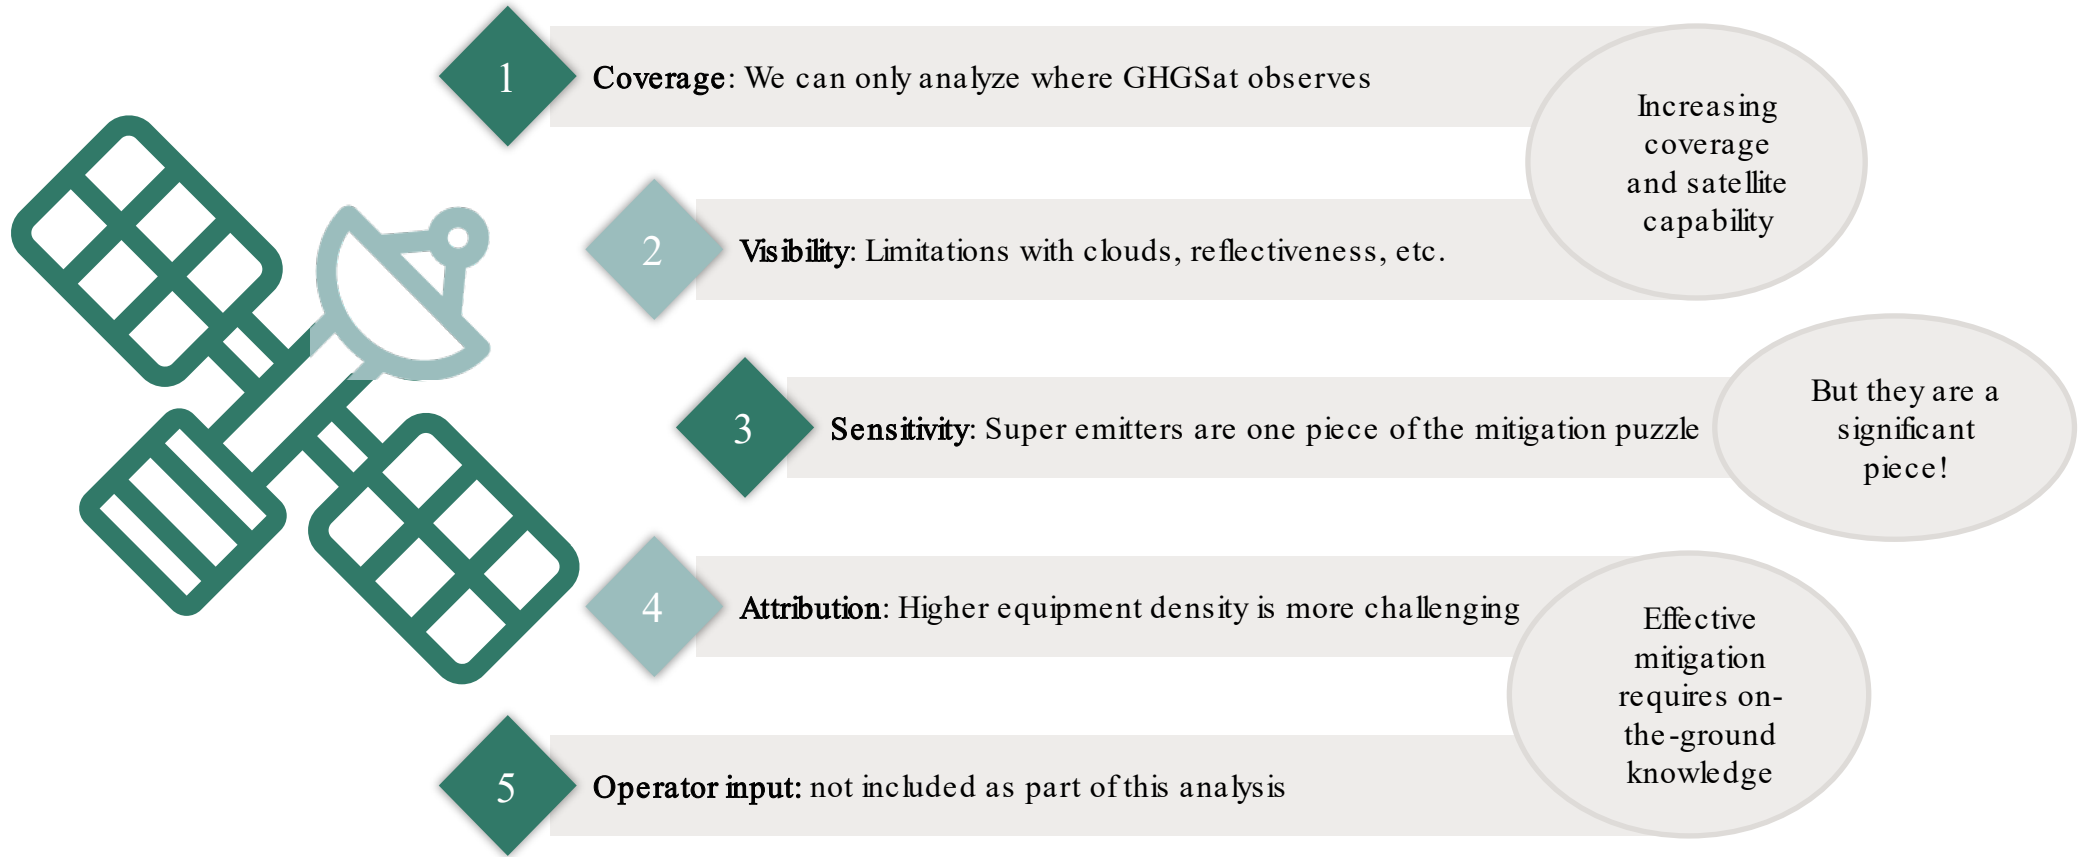 1
Coverage: We can only analyze where GHGSat observes
Increasing
coverage
and satellite
capability
2
Visibility: Limitations with clouds, reflectiveness, etc.
3
Sensitivity: Super emitters are one piece of the mitigation puzzle
But they are a
significant
piece!
4
Attribution: Higher equipment density is more challenging
Effective
mitigation
requires on-
the-ground
knowledge
5
Operator input: not included as part of this analysis